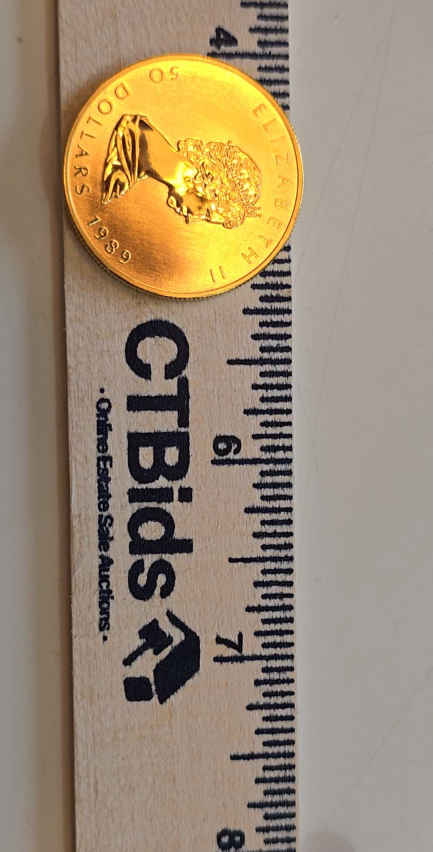 ELIZABETH II
50 DOLLARS 1989
4
6
7
8
CTBids
- Online Estate Sale Auctions -